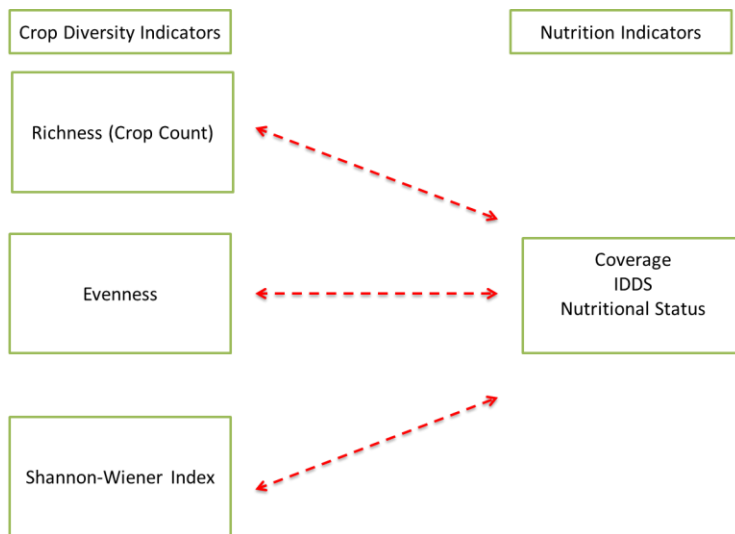 Crop Diversity Indicators
Nutrition Indicators
Richness (Crop Count)
Evenness
Coverage
IDDS
Nutritional Status
Shannon-Wiener Index